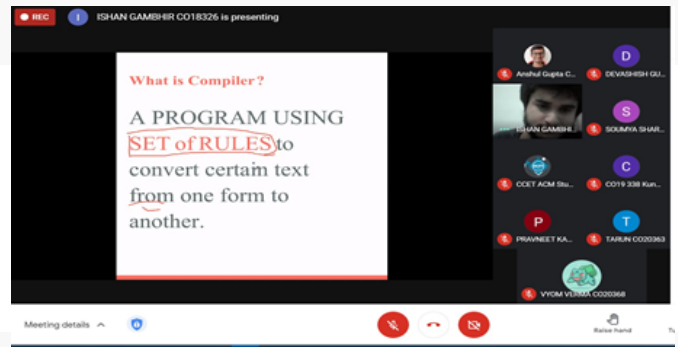 REC
I
ISHAN GAMBHIR CO18326 is presenting
What is Compiler?
A PROGRAM USING
SET of RULES to
convert certain text
from one form to
another.
Anshul Gupta C...
D
DEVASHISH GU...
ISHAN GAMBHI...
S
SOUMYA SHAR...
CCET ACM Stu...
C
CO19 338 Kun...
P
PRAVNEET KA...
T
TARUN CO20363
VYOM VERMA CO20368
Meeting details
Raise hand